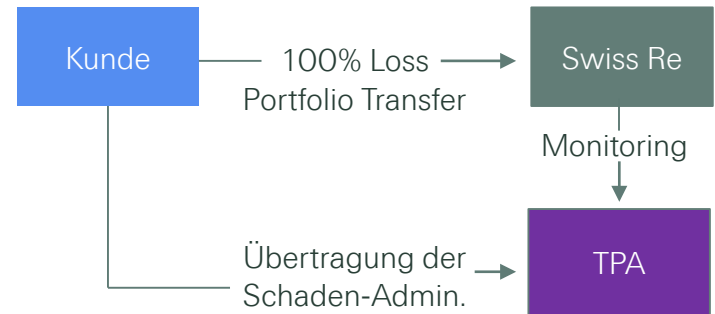 Kunde
100% Loss
Portfolio Transfer
Swiss Re
Monitoring
Übertragung der
Schaden-Admin.
TPA